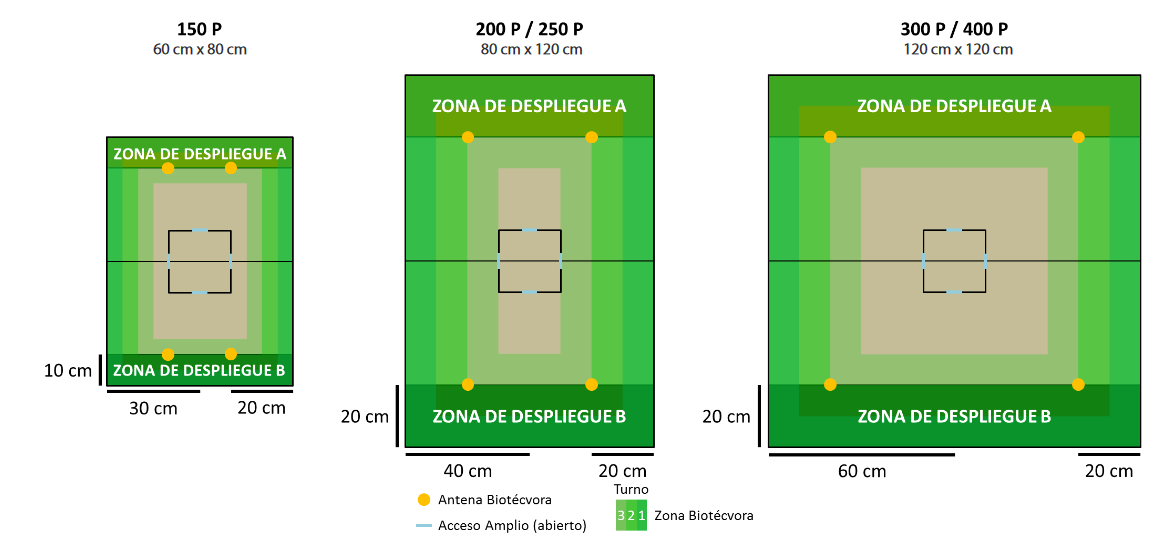 150 P
60 cm x 80 cm
ZONA DE DESPLIEGUE A
ZONA DE DESPLIEGUE B
10 cm
30 cm
20 cm
200 P / 250 P
80 cm x 120 cm
ZONA DE DESPLIEGUE A
ZONA DE DESPLIEGUE B
20 cm
40 cm
20 cm
300 P / 400 P
120 cm x 120 cm
ZONA DE DESPLIEGUE A
ZONA DE DESPLIEGUE B
20 cm
60 cm
20 cm
Antena Biotécvora
Acceso Amplio (abierto)
Turno
3 2 1 Zona Biotécvora